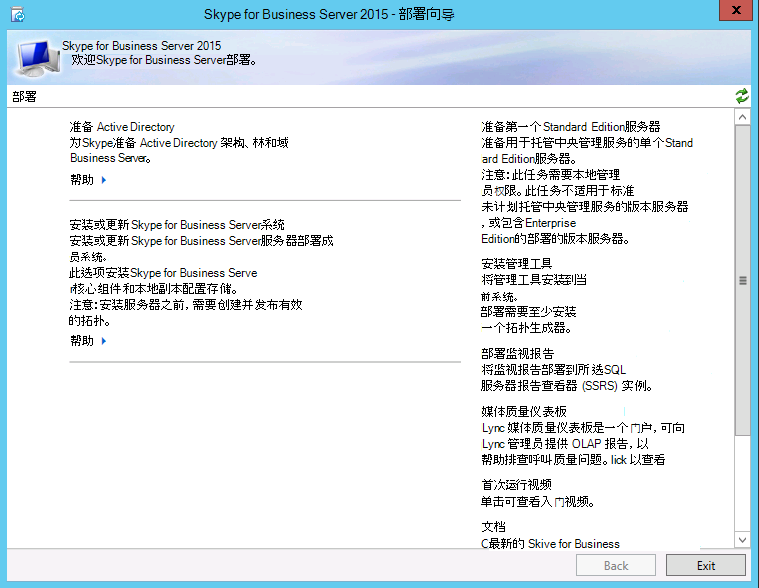 Skype for Business Server 2015 - 部署向导
x
Skype for Business Server 2015
欢迎Skype for Business Server部署。
部署
准备 Active Directory
为Skype准备 Active Directory 架构、林和域
Business Server。
帮助
安装或更新 Skype for Business Server系统
安装或更新 Skype for Business Server服务器部署成
员系统。
此选项安装Skype for Business Serve
r核心组件和本地副本配置存储。
注意: 安装服务器之前, 需要创建并发布有效
的拓扑。
帮助
准备第一个 Standard Edition服务器
准备用于托管中央管理服务的单个Stand
ard Edition服务器。
注意: 此任务需要本地管理
员权限。此任务不适用于标准
未计划托管中央管理服务的版本服务器
, 或包含Enterprise
Edition的部署的版本服务器。
安装管理工具
将管理工具安装到当
前系统。
部署需要至少安装
一个拓扑生成器。
部署监视报告
将监视报告部署到所选SQL
服务器报告查看器 (SSRS) 实例。
媒体质量仪表板
Lync 媒体质量仪表板是一个门户, 可向
Lync 管理员提供 OLAP 报告, 以
帮助排查呼叫质量问题。lick 以查看
首次运行视频
单击可查看入门视频。
文档
C最新的 Skive for Business
Back
Exit